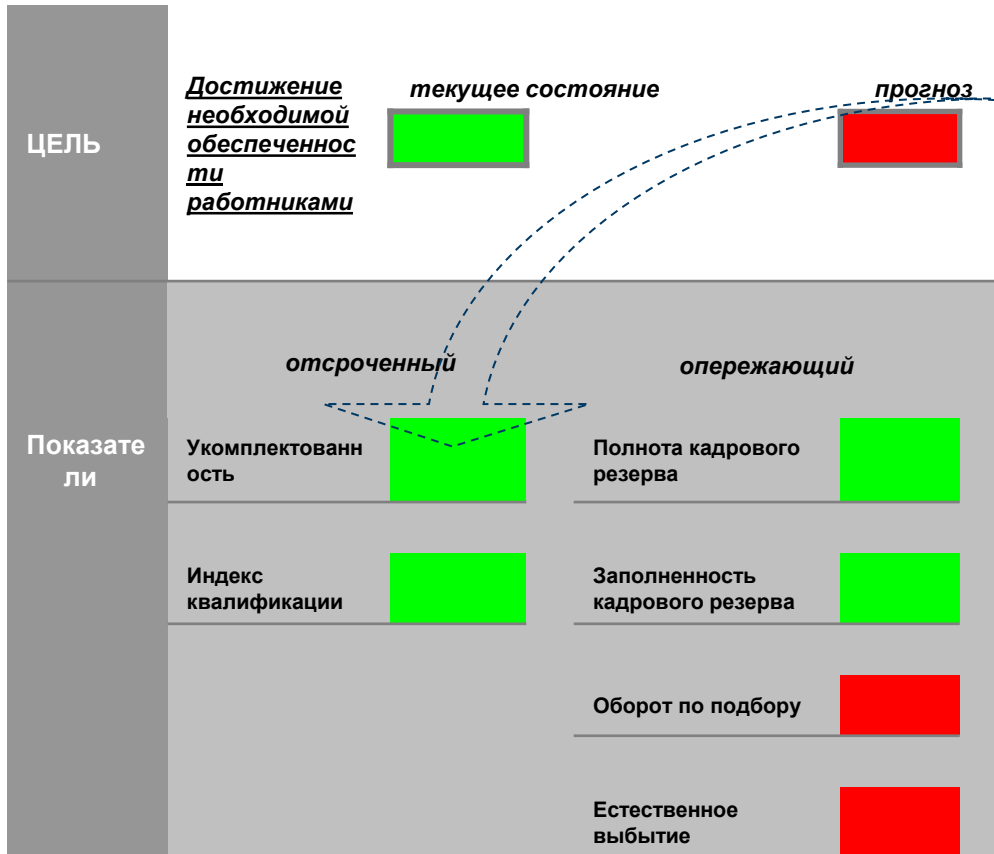 ЦЕЛЬ
Достижение
необходимой
обеспеченнос
ти
работниками
текущее состояние
прогноз
Показате
ли
отсроченный
опережающий
Укомплектованн
ость
Полнота кадрового
резерва
Индекс
квалификации
Заполненность
кадрового резерва
Оборот по подбору
Естественное
выбытие